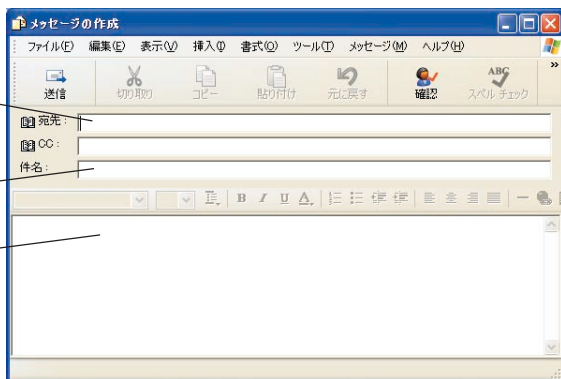 メッセージの作成
ファイル(F) 編集(E) 表示(V) 挿入(I) 書式(O) ツール(T) メッセージ(M) ヘルプ(H)
送信 切り取り コピー 貼り付け 元に戻す 確認 スペル チェック
宛先:
CC:
件名:
B I U A